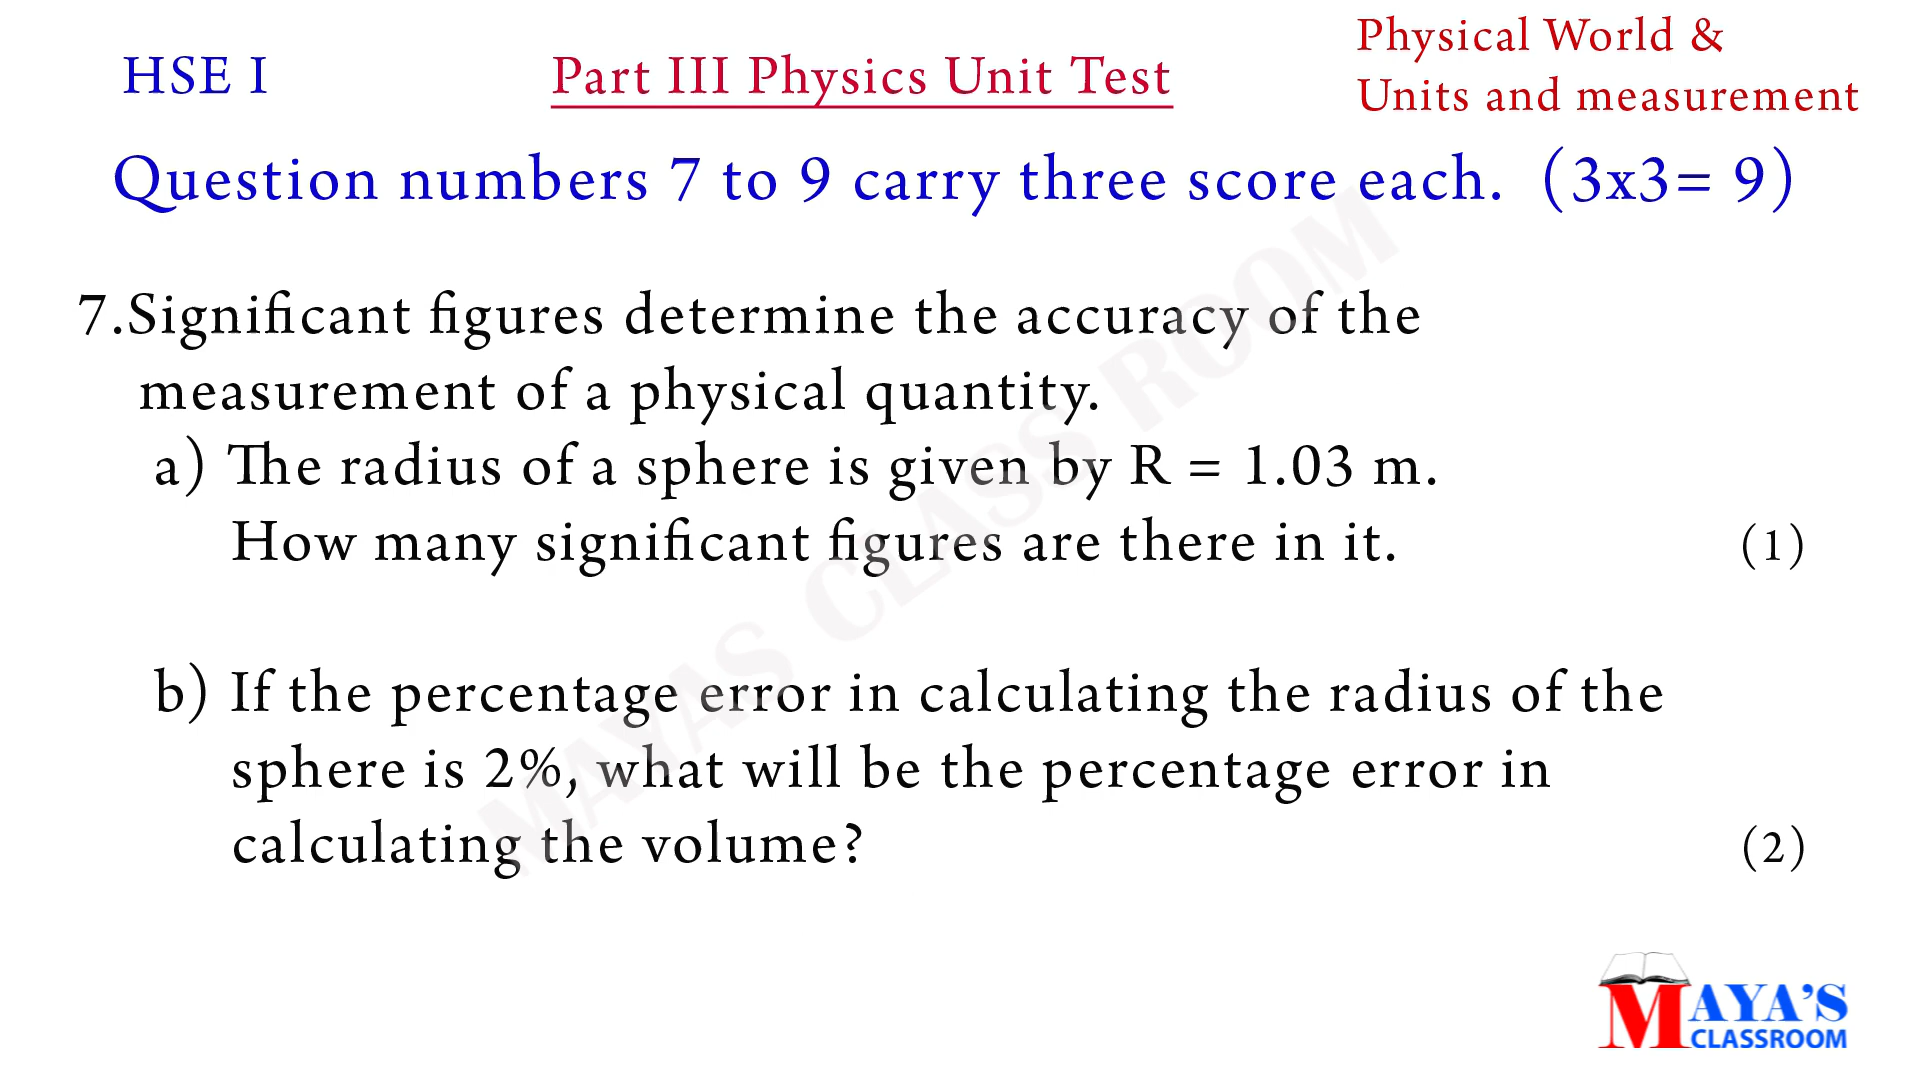 HSE I
Part III Physics Unit Test
Physical World &
Units and measurement
Question numbers 7 to 9 carry three score each. (3x3= 9)
7.Significant figures determine the accuracy of the
measurement of a physical quantity.
a) The radius of a sphere is given by R = 1.03 m.
How many significant figures are there in it. (1)
b) If the percentage error in calculating the radius of the
sphere is 2%, what will be the percentage error in
calculating the volume? (2)
MAYAS CLASS ROOM
MAYA'S
CLASSROOM